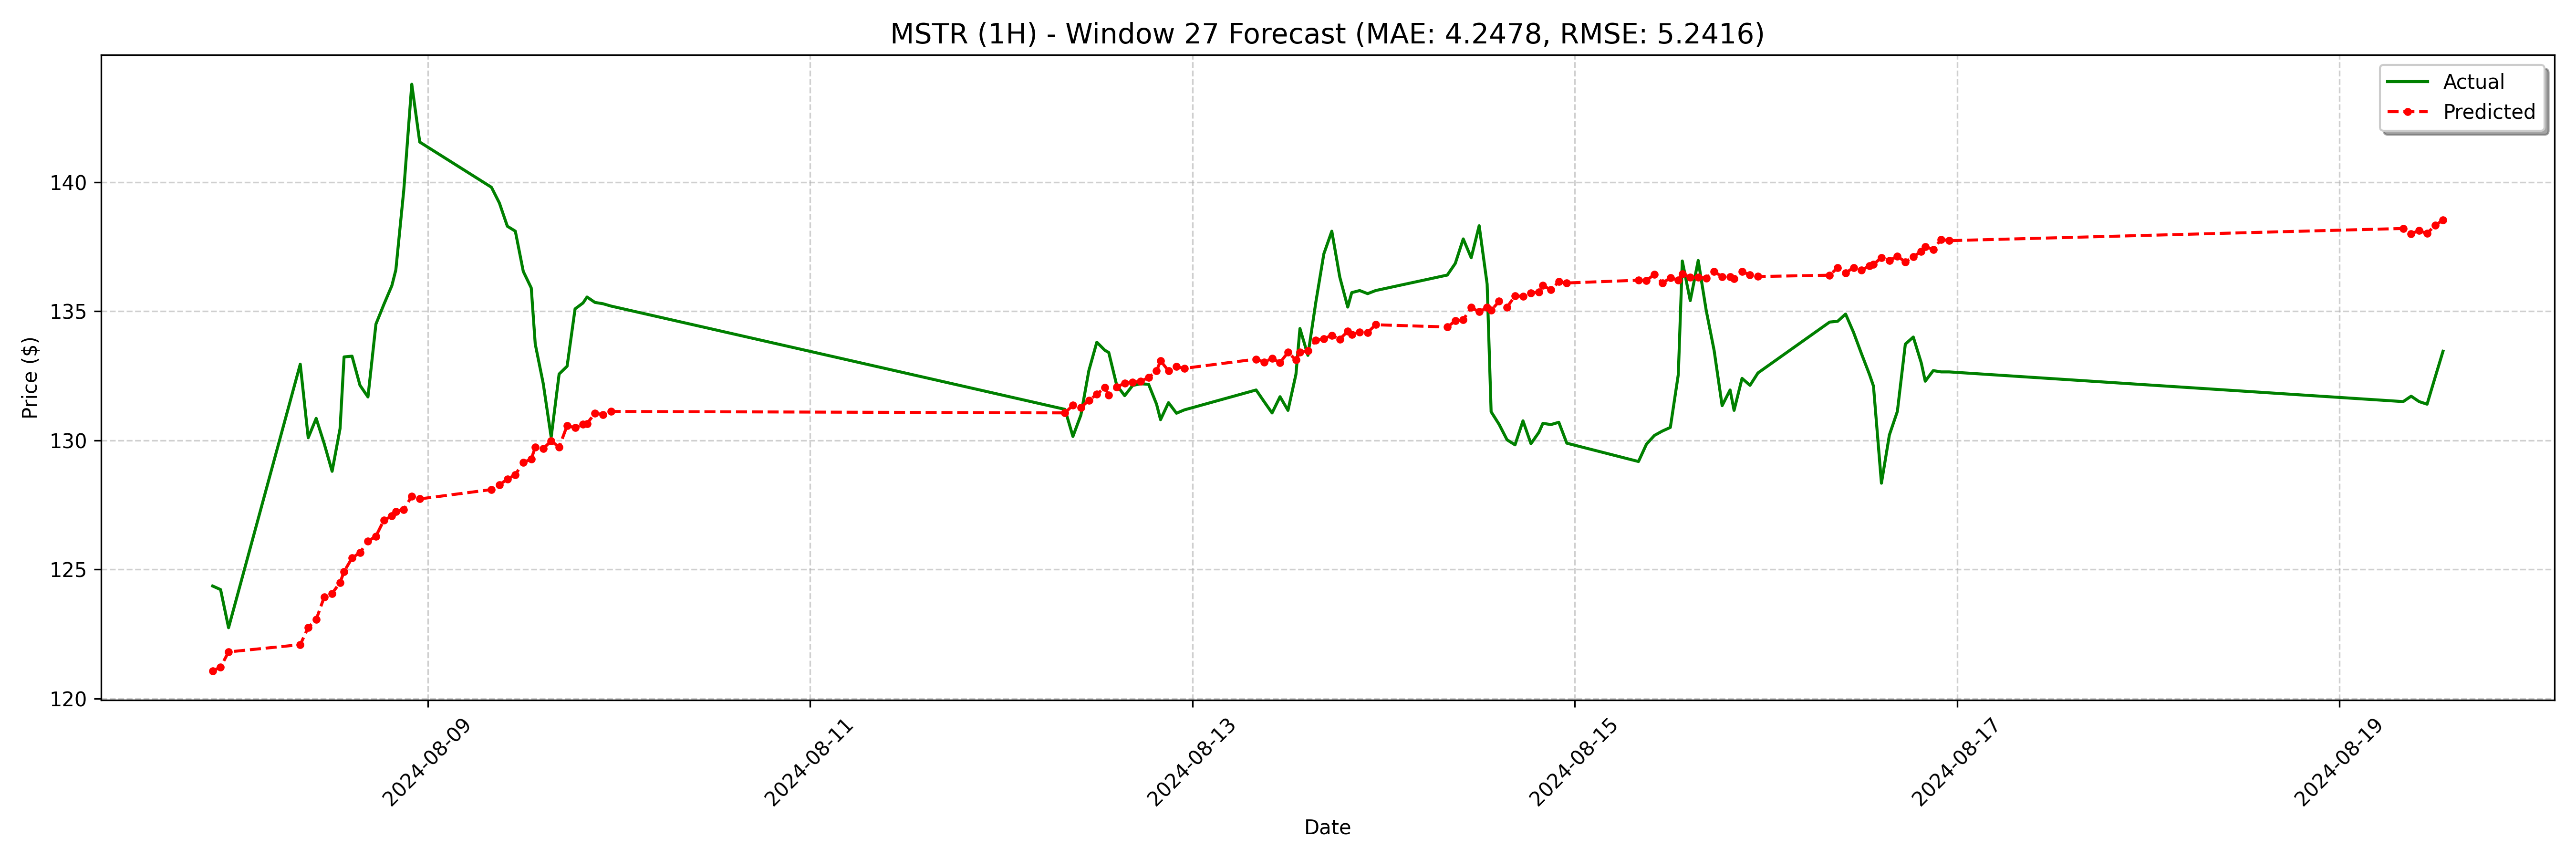 MSTR (1H) - Window 27 Forecast (MAE: 4.2478, RMSE: 5.2416)
Actual
Predicted
Price ($)
140
135
130
125
120
2024-08-09
2024-08-11
2024-08-13
2024-08-15
2024-08-17
2024-08-19
Date